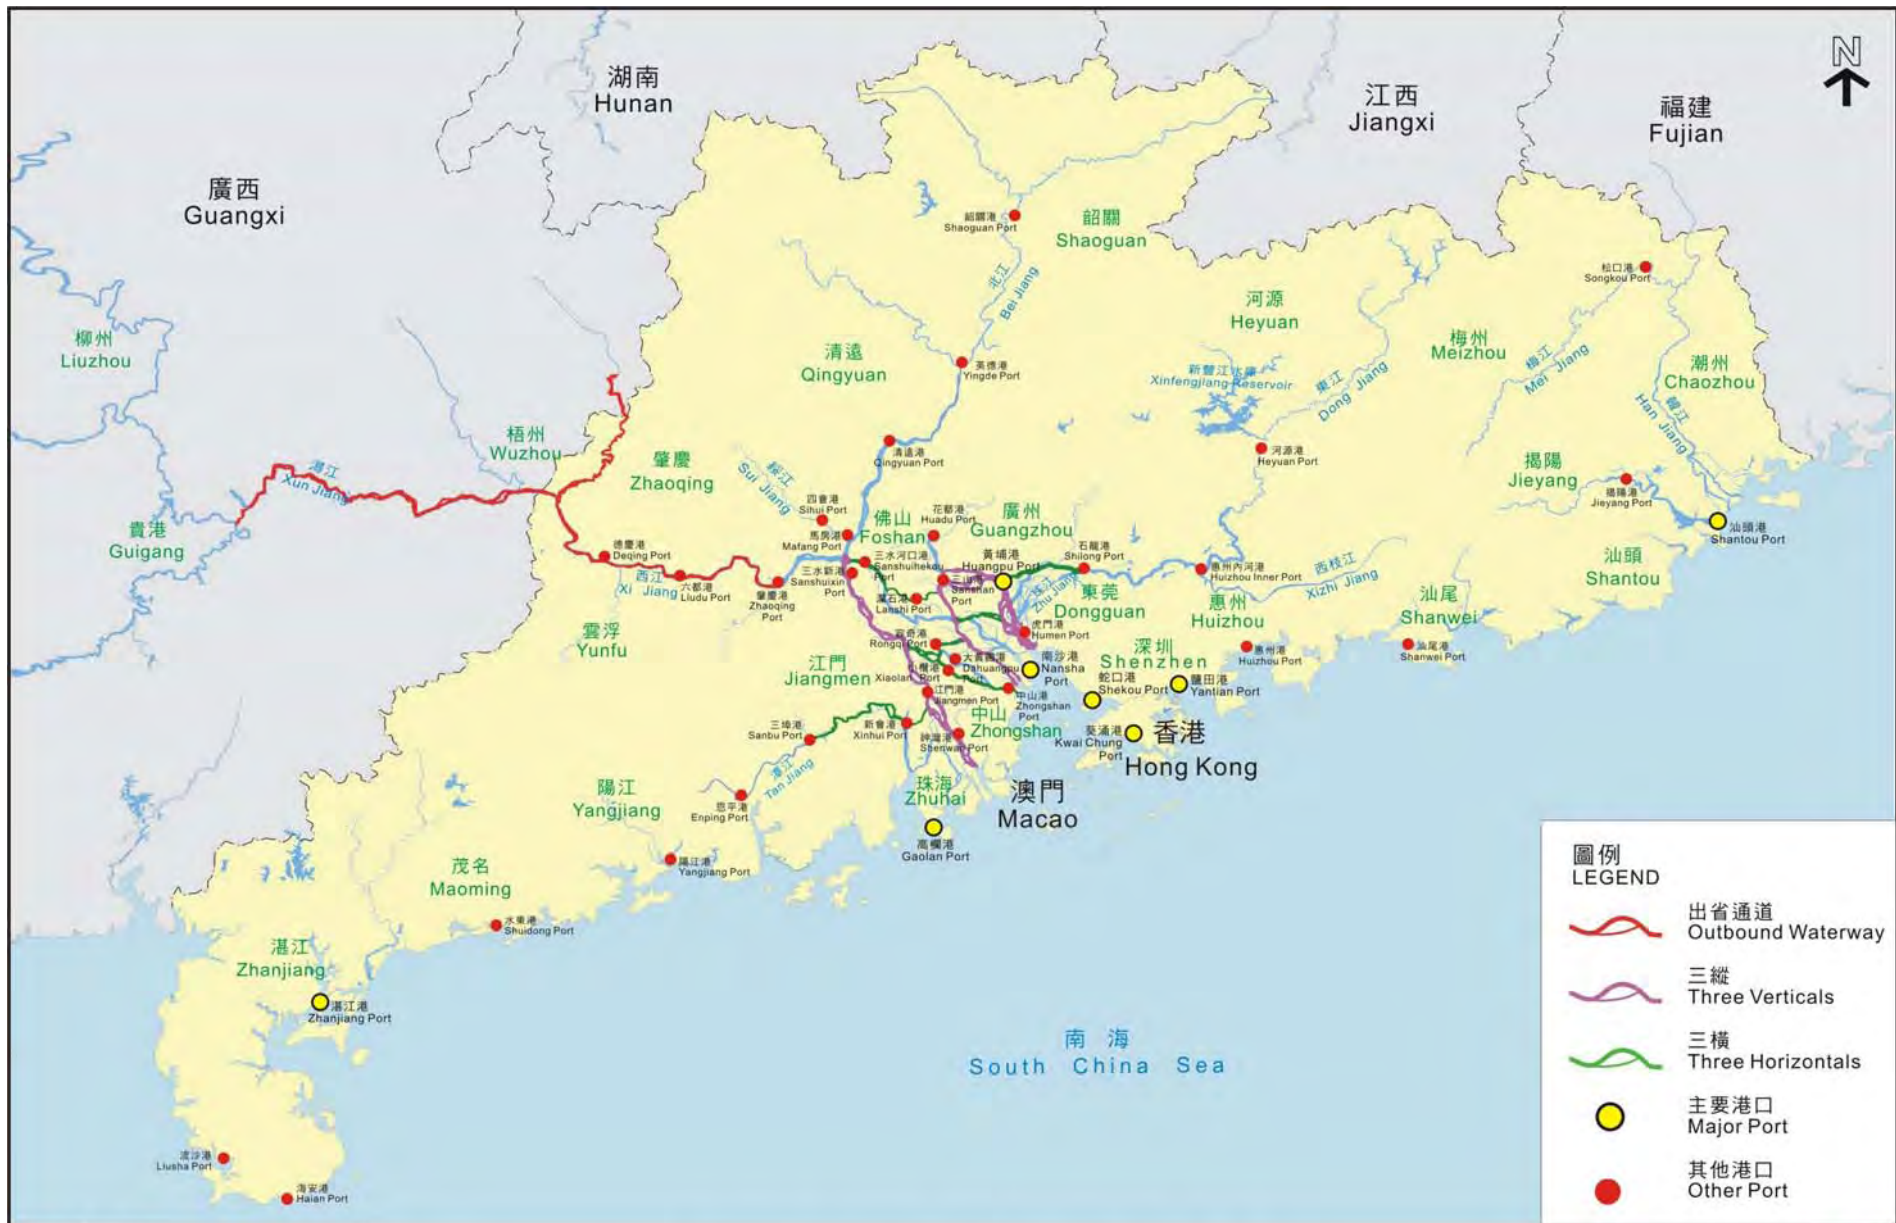 湖南
Hunan
江西
Jiangxi
福建
Fujian
N
廣西
Guangxi
韶關港
Shaoguan Port
韶關
Shaoguan
北江
Bei Jiang
松口港
Songkou Port
柳州
Liuzhou
清遠
Qingyuan
英德港
Yingde Port
河源
Heyuan
新豐江水庫
Xinfengjiang Reservoir
東江
Dong Jiang
梅州
Meizhou
梅江
Mei Jiang
潮州
Chaozhou
韓江
Han Jiang
梧州
Wuzhou
潯江
Xun Jiang
肇慶
Zhaoqing
綏江
Sui Jiang
清遠港
Qingyuan Port
河源港
Heyuan Port
揭陽
Jieyang
揭陽港
Jieyang Port
汕頭港
Shantou Port
貴港
Guigang
四會港
Sihui Port
馬房港
Mafang Port
佛山
Foshan
花都港
Huadu Port
廣州
Guangzhou
黃埔港
Huangpu Port
石龍港
Shilong Port
德慶港
Deqing Port
西江
Xi Jiang
六都港
Liudu Port
肇慶港
Zhaoqing
Port
三水新港
Sanshuixin
Port
三水河口港
Sanshuihekou
Port
三山港
Sanshan
Port
瀾石港
Lanshi Port
珠江
Zhu Jiang
東莞
Dongguan
惠州內河港
Huizhou Inner Port
西枝江
Xizhi Jiang
惠州
Huizhou
汕尾
Shanwei
汕頭
Shantou
雲浮
Yunfu
容奇港
Rongqi Port
虎門港
Humen Port
惠州港
Huizhou Port
汕尾港
Shanwei Port
江門
Jiangmen
小欖港
Xiaolan Port
大黃圃港
Dahuangpu
Port
南沙港
Nansha
Port
深圳
Shenzhen
蛇口港
Shekou Port
鹽田港
Yantian Port
江門港
Jiangmen Port
中山港
Zhongshan
Port
中山
Zhongshan
三埠港
Sanbu Port
新會港
Xinhui Port
神灣港
Shenwan Port
葵涌港
Kwai Chung
Port
香港
Hong Kong
潭江
Tan Jiang
陽江
Yangjiang
恩平港
Enping Port
珠海
Zhuhai
澳門
Macao
高欄港
Gaolan Port
茂名
Maoming
陽江港
Yangjiang Port
水東港
Shuidong Port
湛江
Zhanjiang
湛江港
Zhanjiang Port
南海
South China Sea
流沙港
Liusha Port
海安港
Haian Port
圖例
LEGEND
出省通道
Outbound Waterway
三縱
Three Verticals
三橫
Three Horizontals
主要港口
Major Port
其他港口
Other Port